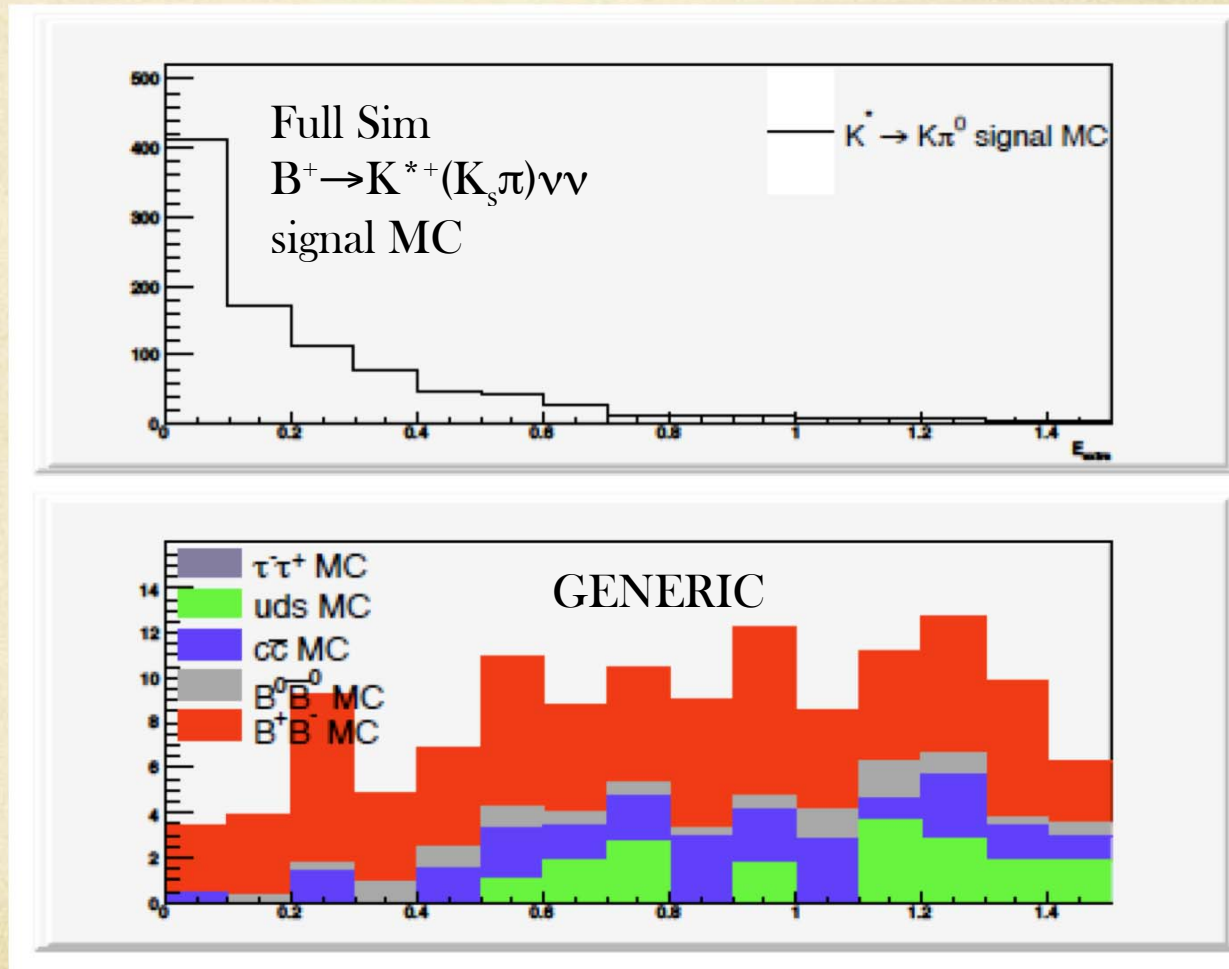 500
400
300
200
100
0
Full Sim
B⁺→K*⁺(Kₛπ)νν
signal MC
K* → Kπ⁰ signal MC
0 0.2 0.4 0.6 0.8 1 1.2 1.4
14
12
10
8
6
4
2
0
τ⁻τ⁺ MC
uds MC
cc̅ MC
B⁰B̅⁰ MC
B⁺B⁻ MC
GENERIC
0 0.2 0.4 0.6 0.8 1 1.2 1.4